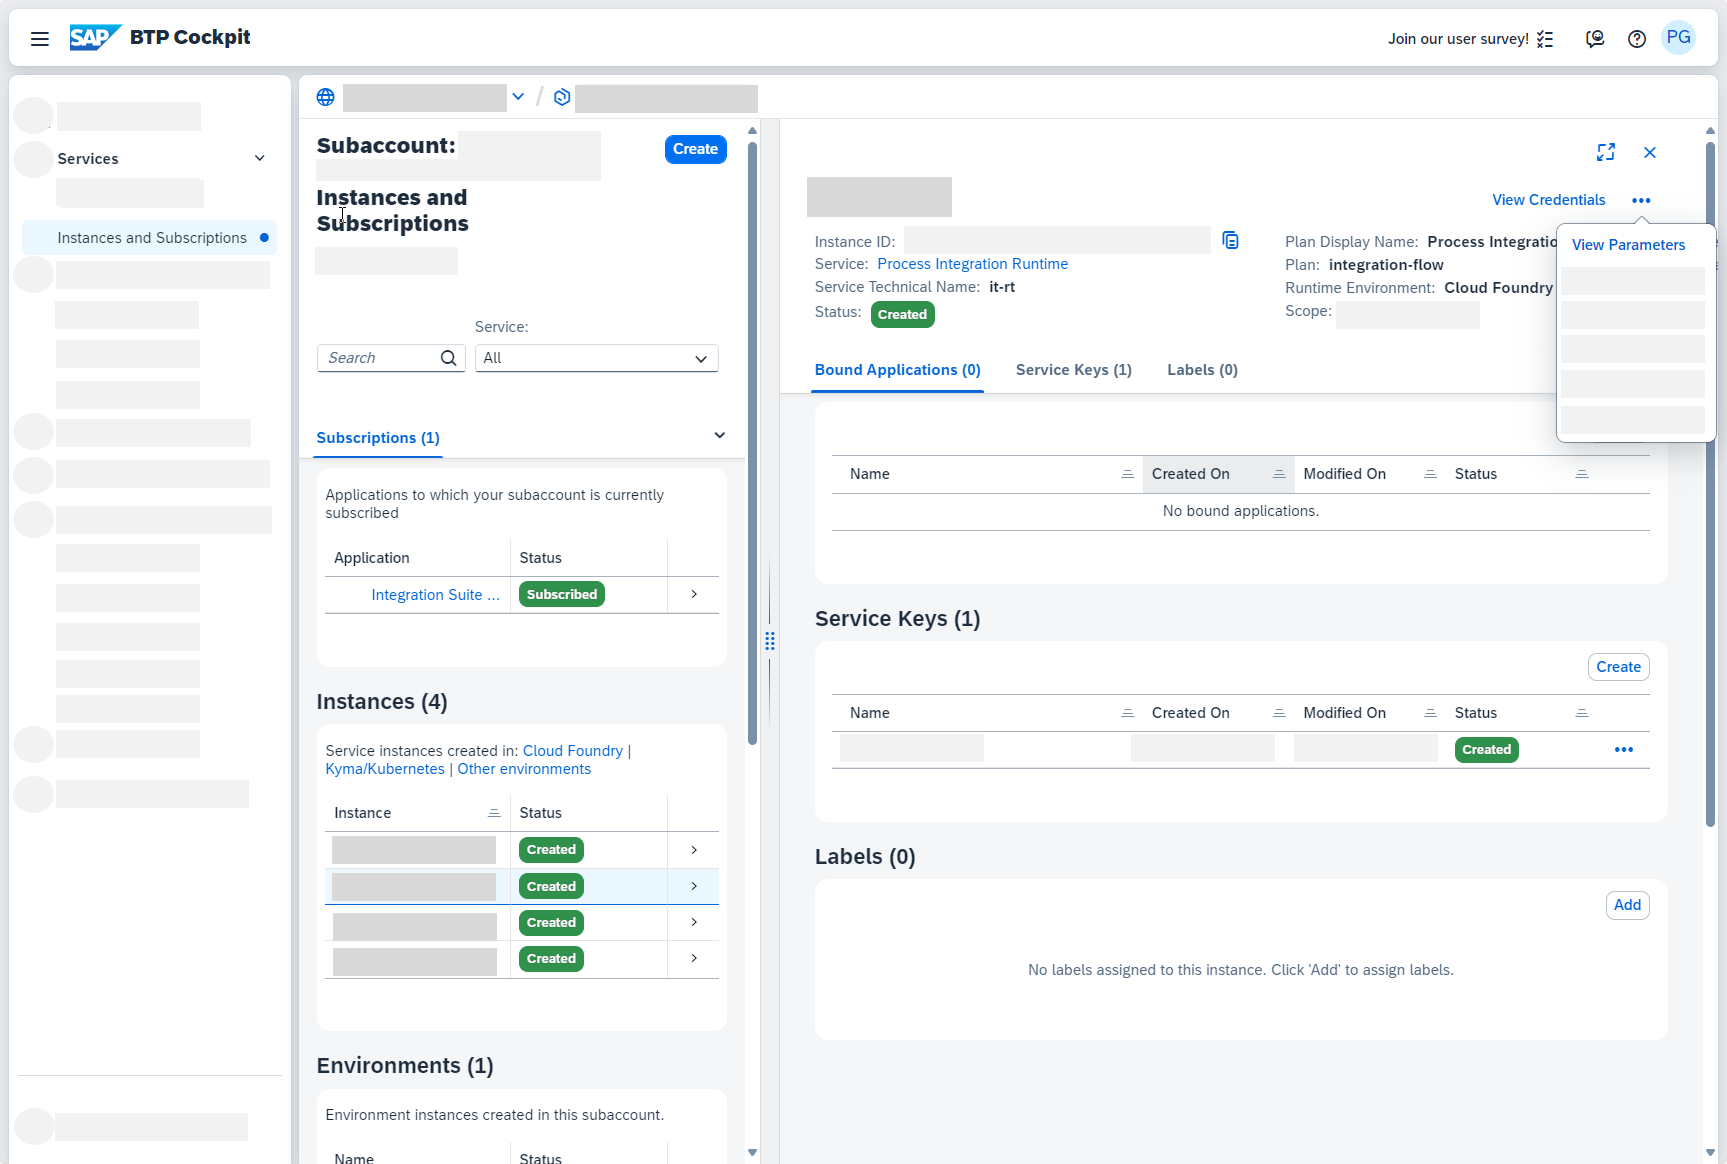 SAP BTP Cockpit
Join our user survey!
PG
Services
Instances and Subscriptions
/
Subaccount:
Create
Instances and
Subscriptions
Service:
Search
All
Subscriptions (1)
Applications to which your subaccount is currently
subscribed
Application Status
Integration Suite ... Subscribed
Instances (4)
Service instances created in: Cloud Foundry |
Kyma/Kubernetes | Other environments
Instance Status
Created
Created
Created
Created
Environments (1)
Environment instances created in this subaccount.
Name Status
View Credentials
Instance ID:
Service: Process Integration Runtime
Service Technical Name: it-rt
Status: Created
Plan Display Name: Process Integratio
Plan: integration-flow
Runtime Environment: Cloud Foundry
Scope:
View Parameters
Bound Applications (0) Service Keys (1) Labels (0)
Name Created On Modified On Status
No bound applications.
Service Keys (1)
Create
Name Created On Modified On Status
Created
Labels (0)
Add
No labels assigned to this instance. Click 'Add' to assign labels.